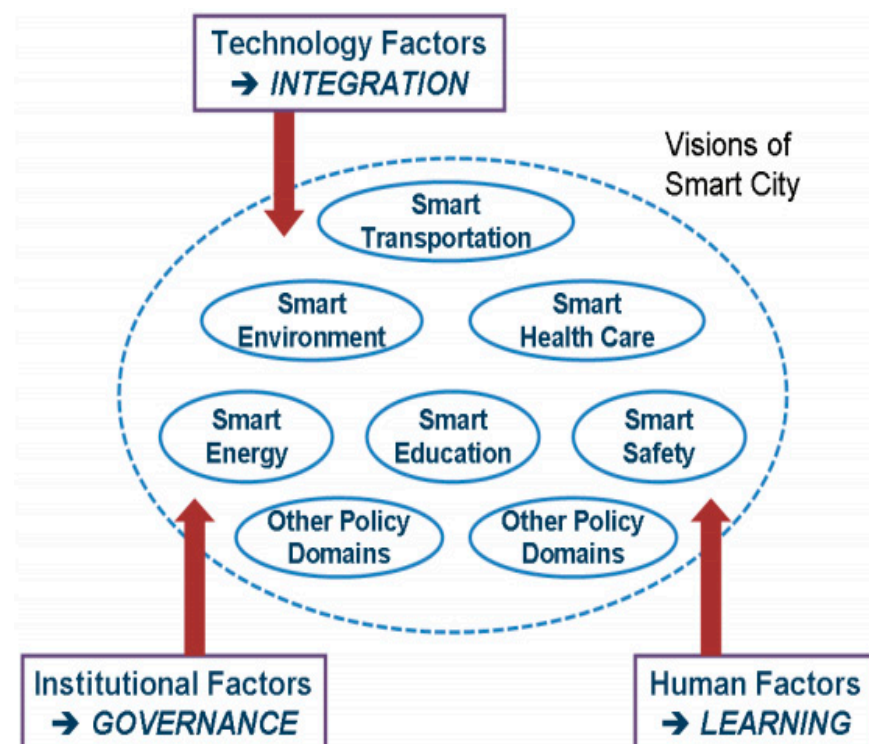 Technology Factors
➔ INTEGRATION
Visions of
Smart City
Smart
Transportation
Smart
Environment
Smart
Health Care
Smart
Energy
Smart
Education
Smart
Safety
Other Policy
Domains
Other Policy
Domains
Institutional Factors
➔ GOVERNANCE
Human Factors
➔ LEARNING